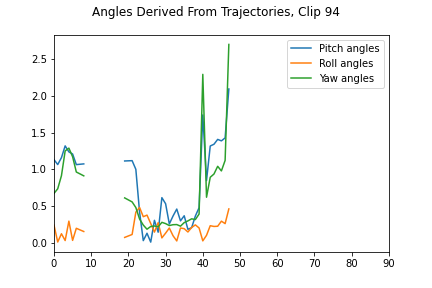 Angles Derived From Trajectories, Clip 94
Pitch angles
Roll angles
Yaw angles
2.5
2.0
1.5
1.0
0.5
0.0
0 10 20 30 40 50 60 70 80 90